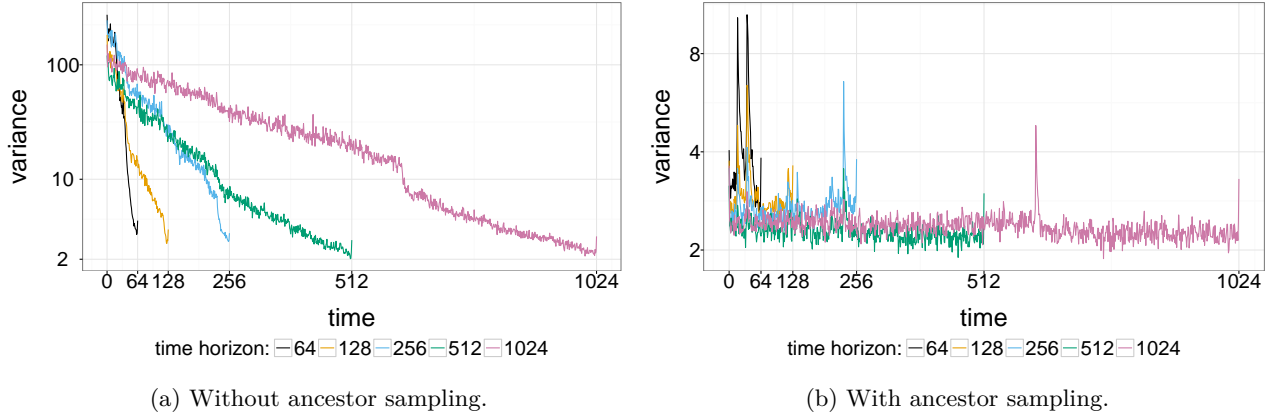 variance
100
10
2
0 64 128 256 512 1024
time
time horizon: 64 128 256 512 1024
(a) Without ancestor sampling.
variance
8
4
2
0 64 128 256 512 1024
time
time horizon: 64 128 256 512 1024
(b) With ancestor sampling.